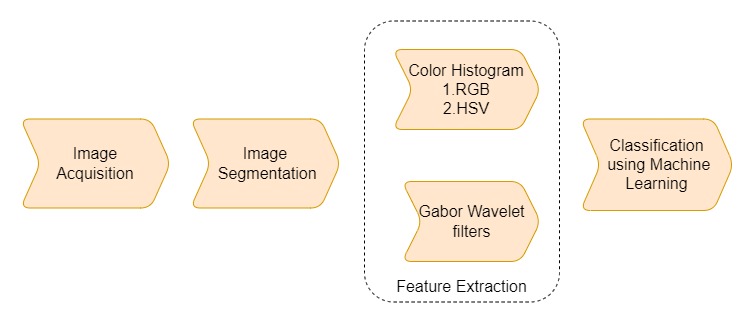 Image
Acquisition
Image
Segmentation
Color Histogram
1.RGB
2.HSV
Gabor Wavelet
filters
Feature Extraction
Classification
using Machine
Learning